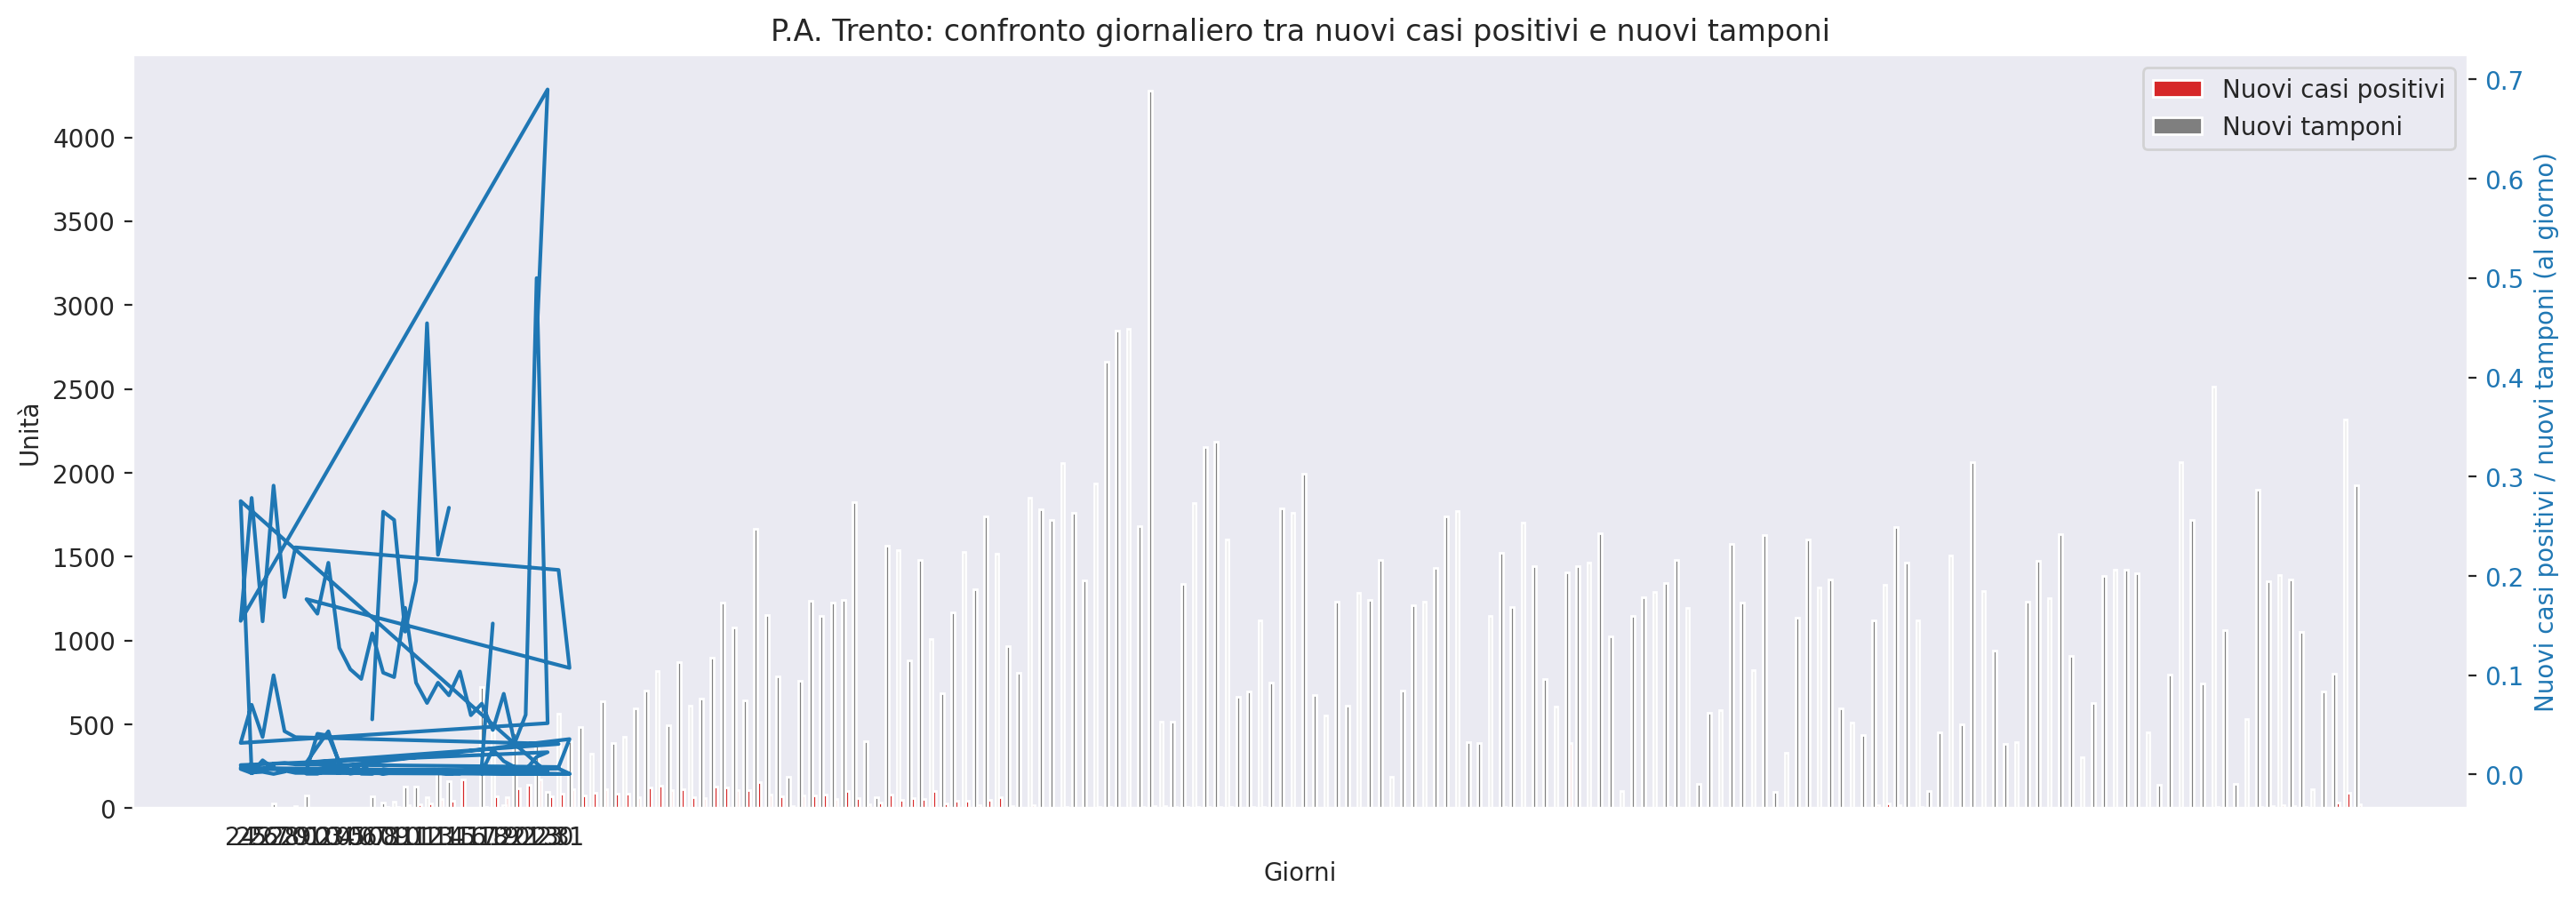 P.A. Trento: confronto giornaliero tra nuovi casi positivi e nuovi tamponi
Nuovi casi positivi
Nuovi tamponi
Unità
4000
3500
3000
2500
2000
1500
1000
500
0
0.7
0.6
0.5
0.4
0.3
0.2
0.1
0.0
Nuovi casi positivi / nuovi tamponi (al giorno)
Giorni